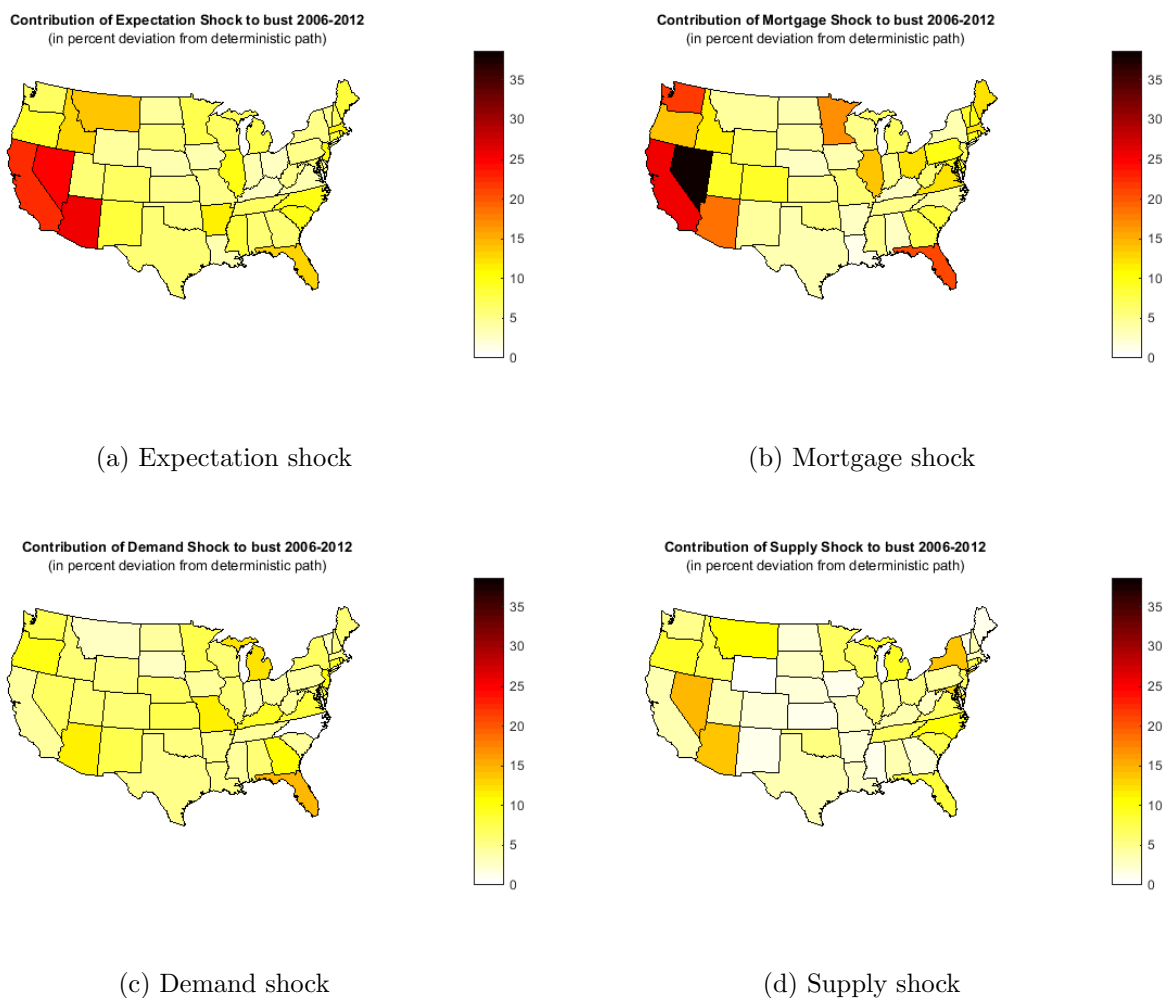 Contribution of Expectation Shock to bust 2006-2012
(in percent deviation from deterministic path)
35
30
25
20
15
10
5
0
(a) Expectation shock
Contribution of Mortgage Shock to bust 2006-2012
(in percent deviation from deterministic path)
35
30
25
20
15
10
5
0
(b) Mortgage shock
Contribution of Demand Shock to bust 2006-2012
(in percent deviation from deterministic path)
35
30
25
20
15
10
5
0
(c) Demand shock
Contribution of Supply Shock to bust 2006-2012
(in percent deviation from deterministic path)
35
30
25
20
15
10
5
0
(d) Supply shock